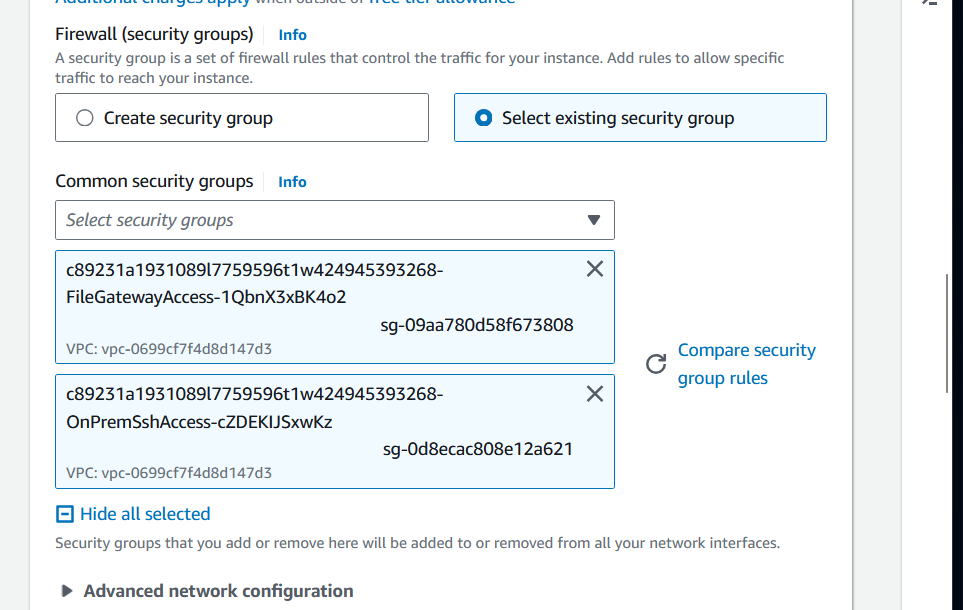 Additional charges apply when outside of free tier allowance
Firewall (security groups) Info
A security group is a set of firewall rules that control the traffic for your instance. Add rules to allow specific
traffic to reach your instance.
Create security group
Select existing security group
Common security groups Info
Select security groups
c89231a1931089l7759596t1w424945393268-
FileGatewayAccess-1QbnX3xBK4o2
sg-09aa780d58f673808
VPC: vpc-0699cf7f4d8d147d3
c89231a1931089l7759596t1w424945393268-
OnPremSshAccess-cZDEKIJSxwKz
sg-0d8ecac808e12a621
VPC: vpc-0699cf7f4d8d147d3
Compare security
group rules
Hide all selected
Security groups that you add or remove here will be added to or removed from all your network interfaces.
Advanced network configuration